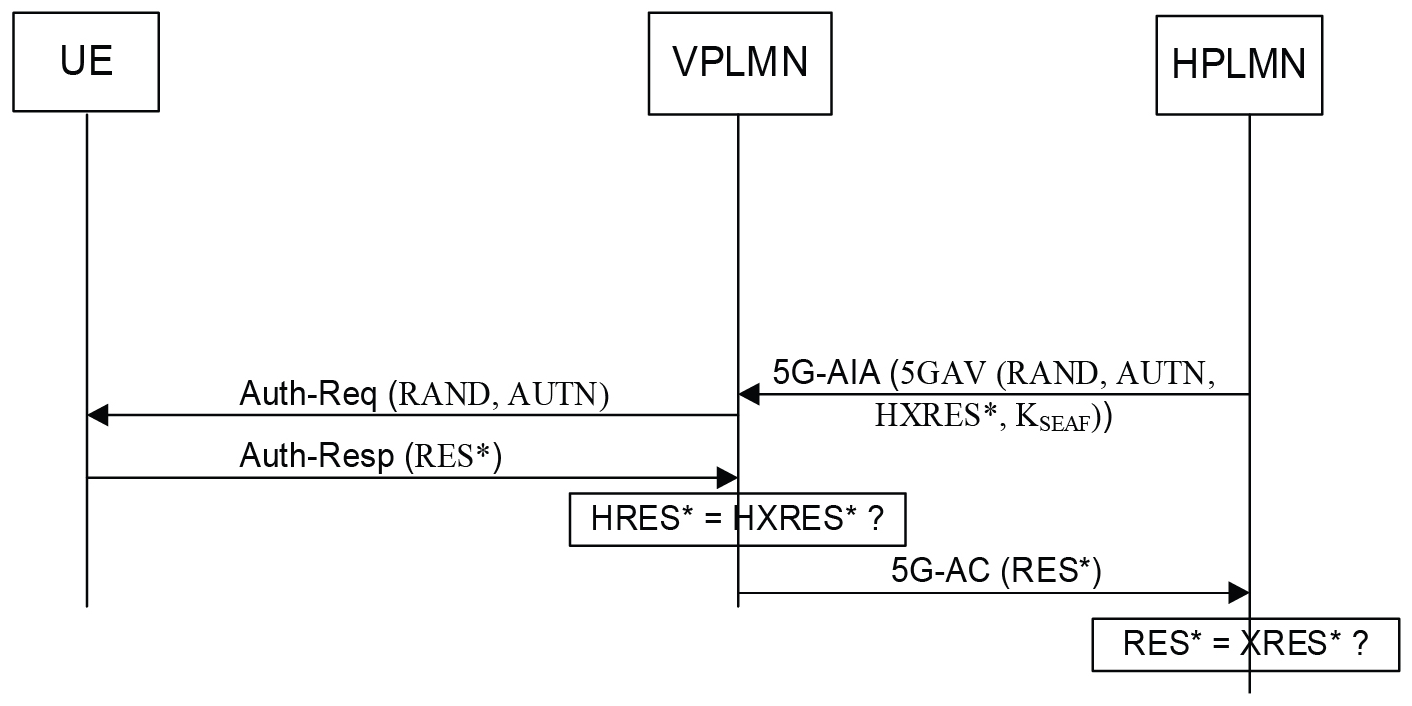 UE
VPLMN
HPLMN
5G-AIA (5GAV (RAND, AUTN,
HXRES*, KSEAF))
Auth-Req (RAND, AUTN)
Auth-Resp (RES*)
HRES* = HXRES* ?
5G-AC (RES*)
RES* = XRES* ?